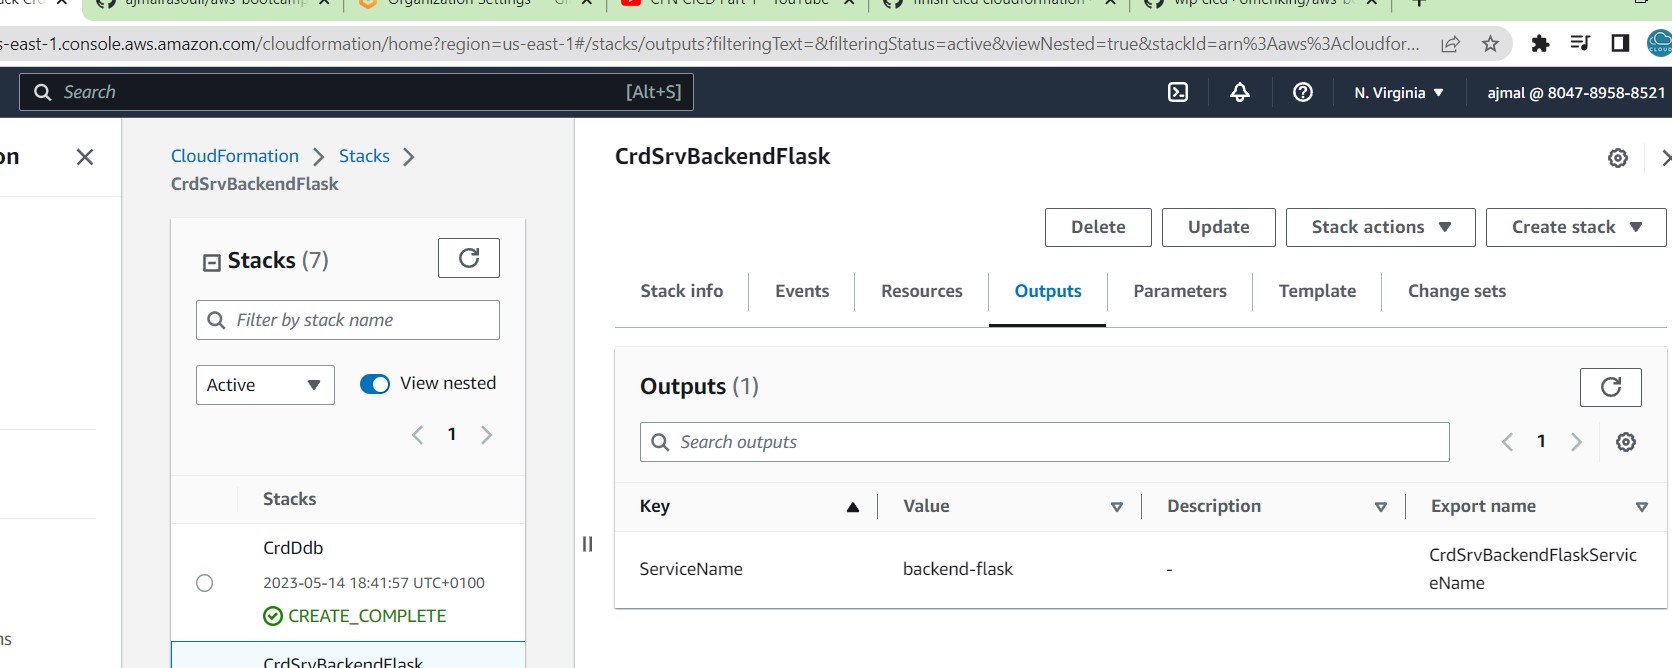 s-east-1.console.aws.amazon.com/cloudformation/home?region=us-east-1#/stacks/outputs?filteringText=&filteringStatus=active&viewNested=true&stackId=arn%3Aaws%3Acloudfor...
Search
[Alt+S]
N. Virginia
ajmal @ 8047-8958-8521
on
CloudFormation
Stacks
CrdSrvBackendFlask
CrdSrvBackendFlask
Delete
Update
Stack actions
Create stack
Stacks (7)
Filter by stack name
Active
View nested
1
Stacks
CrdDdb
2023-05-14 18:41:57 UTC+0100
CREATE_COMPLETE
CrdSrvBackendFlask
Stack info
Events
Resources
Outputs
Parameters
Template
Change sets
Outputs (1)
Search outputs
1
Key
Value
Description
Export name
ServiceName
backend-flask
-
CrdSrvBackendFlaskServic
eName
ns